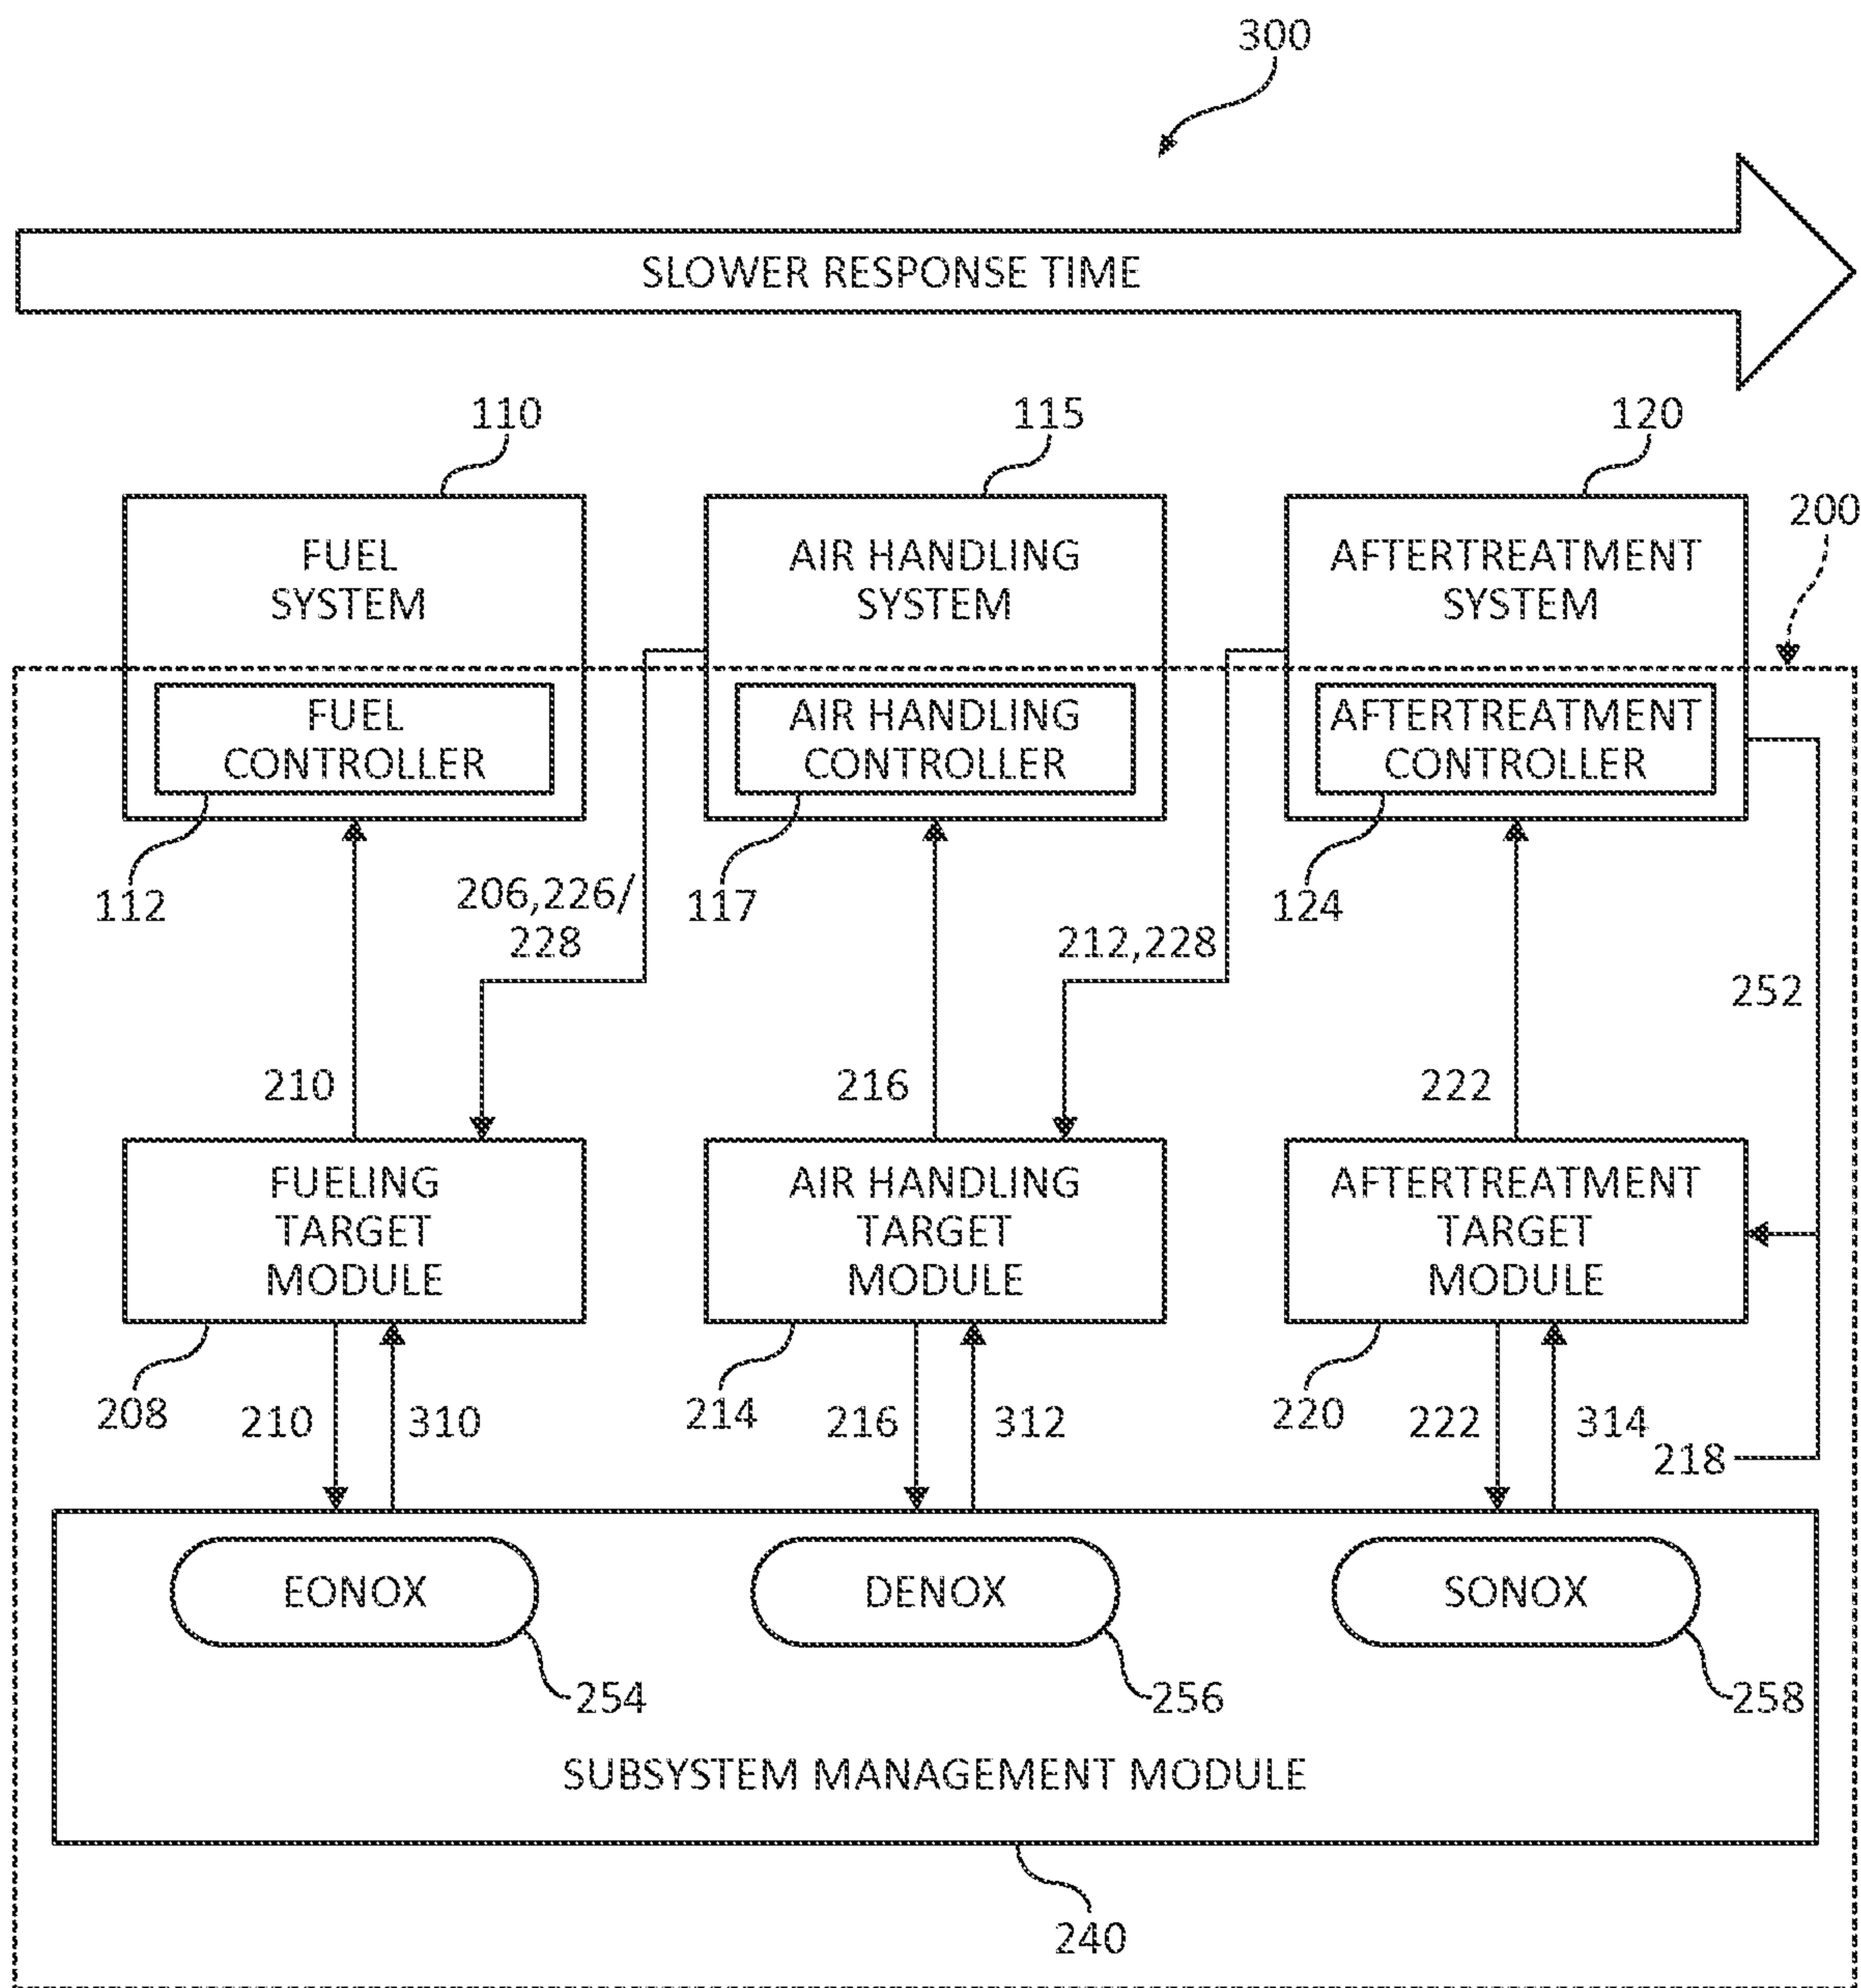 300
SLOWER RESPONSE TIME
110
115
120
200
FUEL
SYSTEM
AIR HANDLING
SYSTEM
AFTERTREATMENT
SYSTEM
FUEL
CONTROLLER
AIR HANDLING
CONTROLLER
AFTERTREATMENT
CONTROLLER
112
206,226/
228
117
212,228
124
252
210
216
222
FUELING
TARGET
MODULE
AIR HANDLING
TARGET
MODULE
AFTERTREATMENT
TARGET
MODULE
208
210
310
214
216
312
220
222
314
218
EONOX
DENOX
SONOX
254
256
258
SUBSYSTEM MANAGEMENT MODULE
240